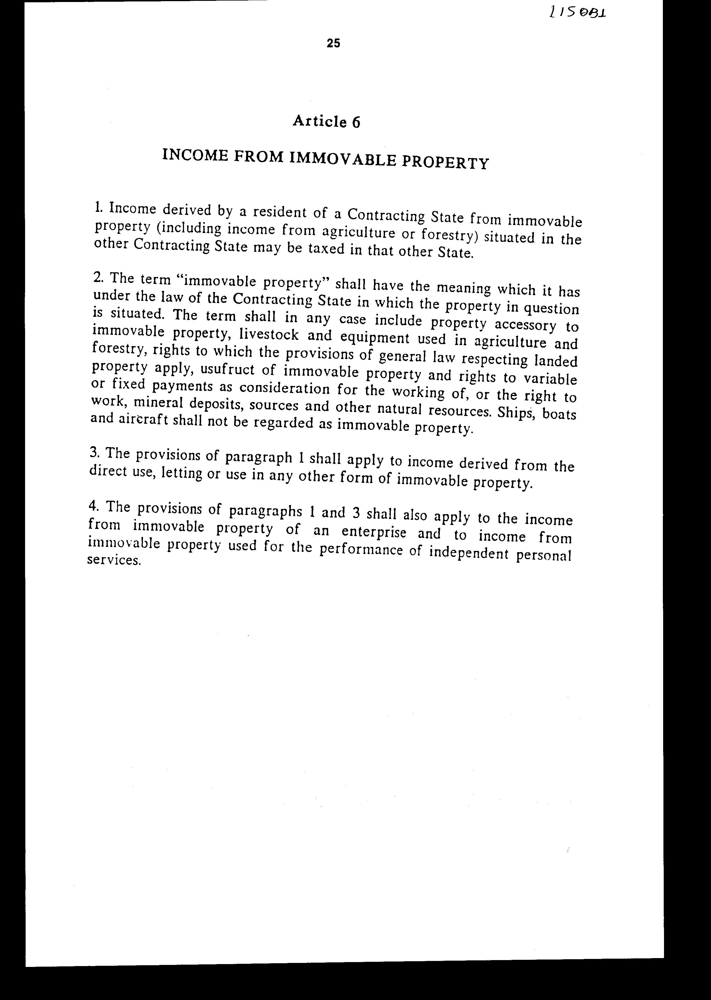 115081
25
Article 6
INCOME FROM IMMOVABLE PROPERTY
1. Income derived by a resident of a Contracting State from immovable
property (including income from agriculture or forestry) situated in the
other Contracting State may be taxed in that other State.
2. The term “immovable property” shall have the meaning which it has
under the law of the Contracting State in which the property in question
is situated. The term shall in any case include property accessory to
immovable property, livestock and equipment used in agriculture and
forestry, rights to which the provisions of general law respecting landed
property apply, usufruct of immovable property and rights to variable
or fixed payments as consideration for the working of, or the right to
work, mineral deposits, sources and other natural resources. Ships, boats
and aircraft shall not be regarded as immovable property.
3. The provisions of paragraph 1 shall apply to income derived from the
direct use, letting or use in any other form of immovable property.
4. The provisions of paragraphs 1 and 3 shall also apply to the income
from immovable property of an enterprise and to income from
immovable property used for the performance of independent personal
services.